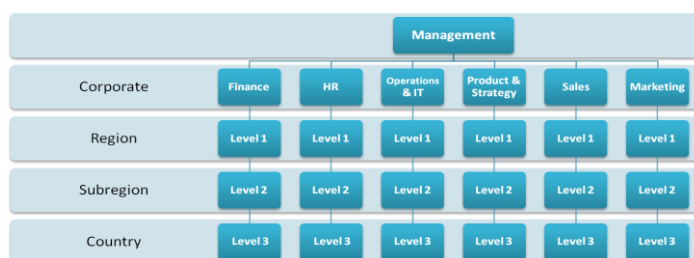 Management
Corporate
Finance
HR
Operations
& IT
Product &
Strategy
Sales
Marketing
Region
Level 1
Level 1
Level 1
Level 1
Level 1
Level 1
Subregion
Level 2
Level 2
Level 2
Level 2
Level 2
Level 2
Country
Level 3
Level 3
Level 3
Level 3
Level 3
Level 3